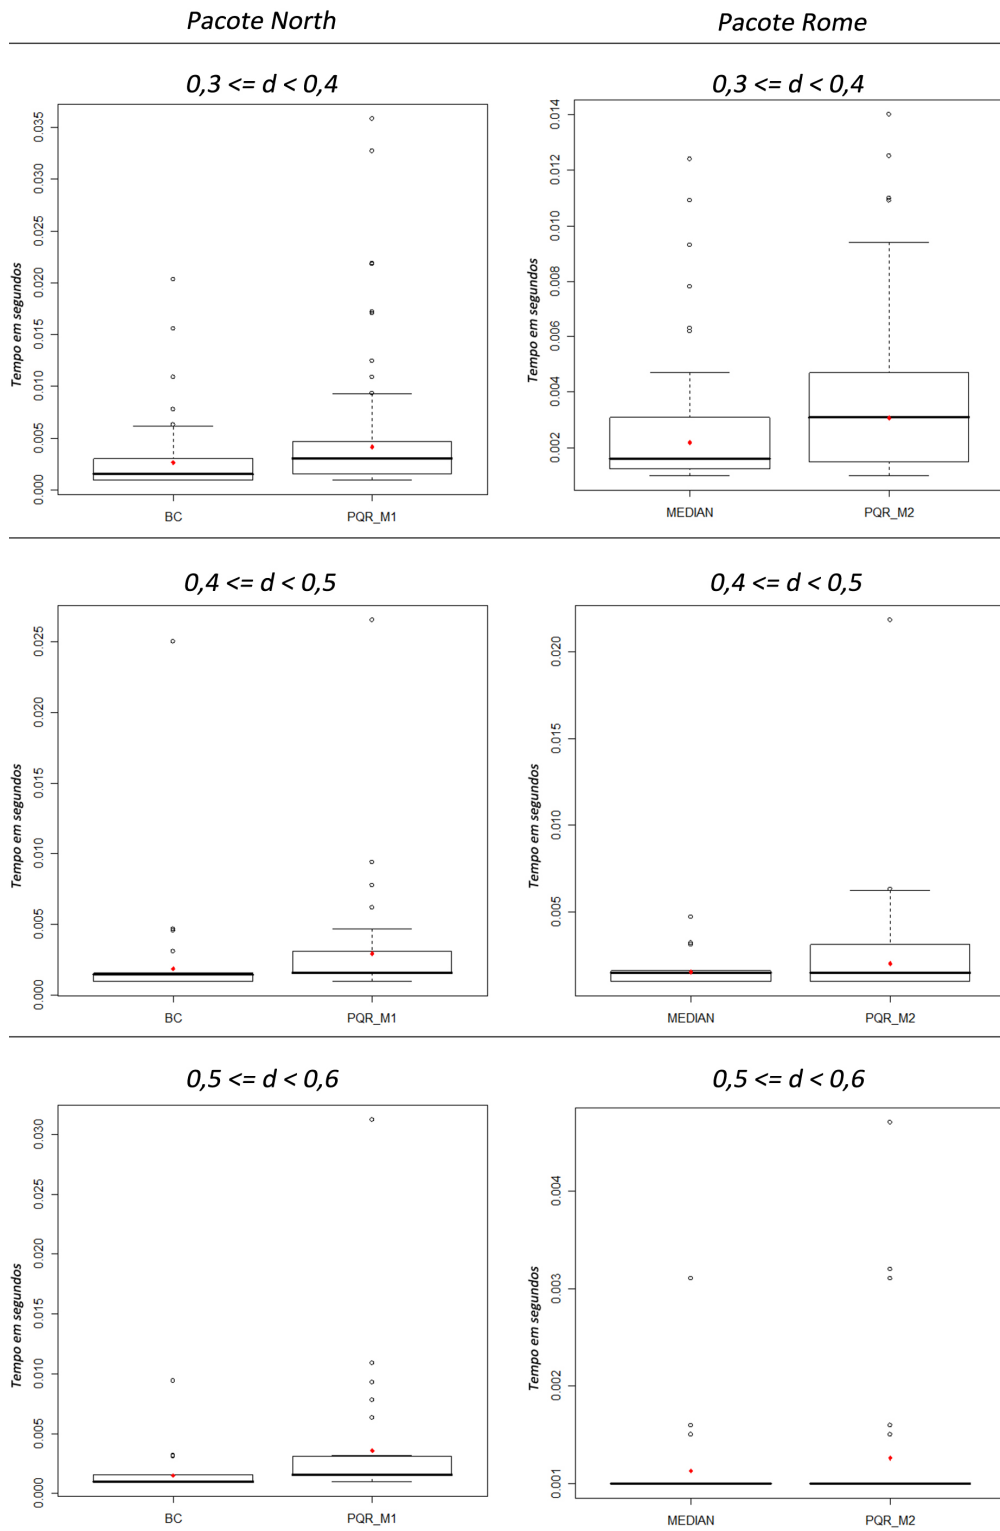 Pacote North
Pacote Rome
0,3 <= d < 0,4
0,3 <= d < 0,4
Tempo em segundos
0.035
0.030
0.025
0.020
0.015
0.010
0.005
0.000
BC
PQR_M1
Tempo em segundos
0.014
0.012
0.010
0.008
0.006
0.004
0.002
MEDIAN
PQR_M2
0,4 <= d < 0,5
0,4 <= d < 0,5
Tempo em segundos
0.025
0.020
0.015
0.010
0.005
0.000
BC
PQR_M1
Tempo em segundos
0.020
0.015
0.010
0.005
MEDIAN
PQR_M2
0,5 <= d < 0,6
0,5 <= d < 0,6
Tempo em segundos
0.030
0.025
0.020
0.015
0.010
0.005
0.000
BC
PQR_M1
Tempo em segundos
0.004
0.003
0.002
0.001
MEDIAN
PQR_M2